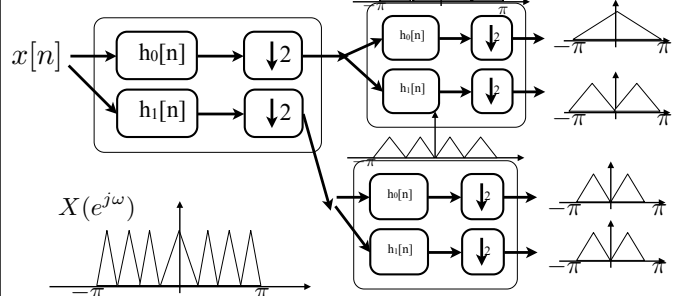 −π π
x[n] h₀[n] ↓2 h₀[n] ↓2 −π π
h₁[n] ↓2 h₁[n] ↓2 −π π
−π
X(e^{jω}) h₀[n] ↓2 −π π
h₁[n] ↓2 −π π
−π π